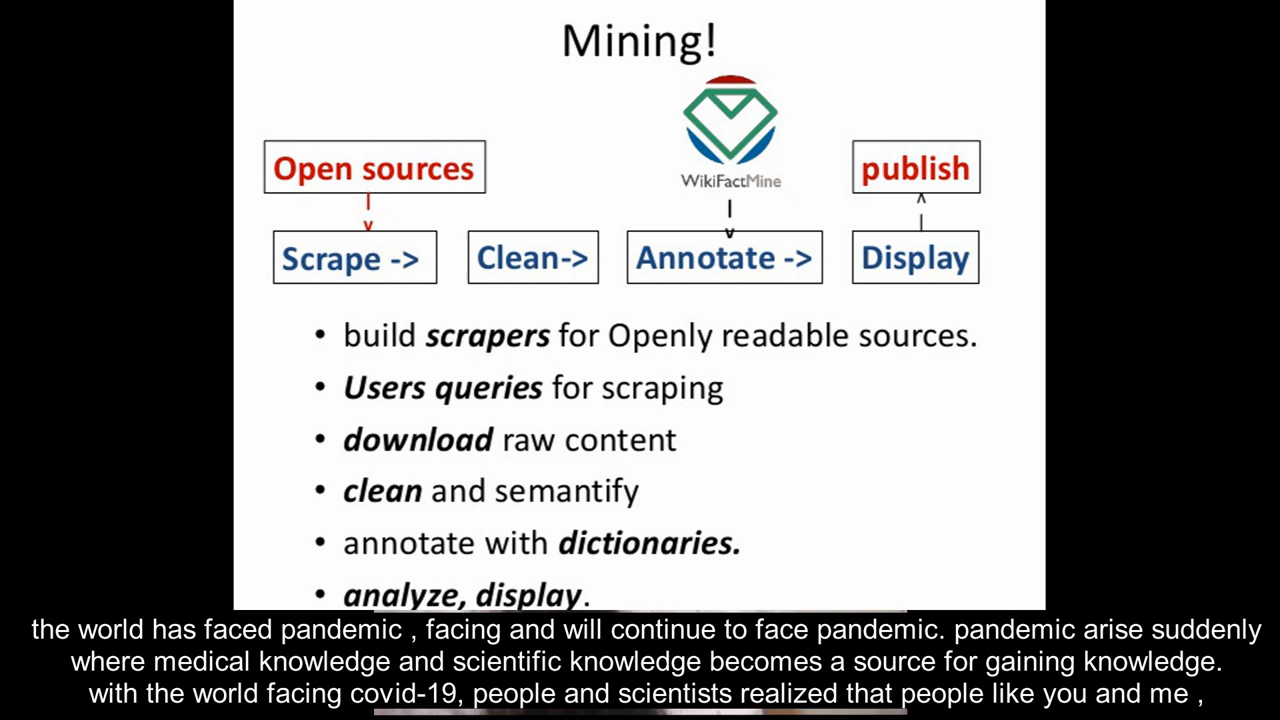 Mining!
Open sources
WikiFactMine
publish
Scrape ->
Clean->
Annotate ->
Display
• build scrapers for Openly readable sources.
• Users queries for scraping
• download raw content
• clean and semantify
• annotate with dictionaries.
• analyze, display.
the world has faced pandemic , facing and will continue to face pandemic. pandemic arise suddenly
where medical knowledge and scientific knowledge becomes a source for gaining knowledge.
with the world facing covid-19, people and scientists realized that people like you and me ,